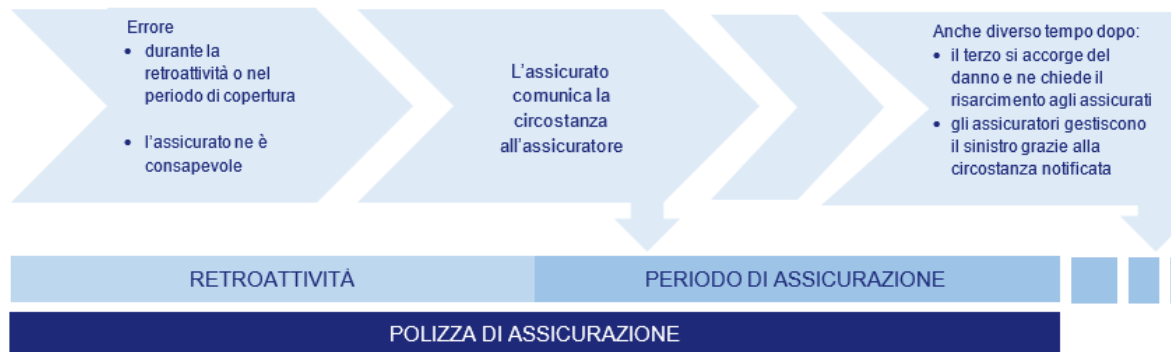 Errore
• durante la
retroattività o nel
periodo di copertura
• l'assicurato ne è
consapevole
L'assicurato
comunica la
circostanza
all'assicuratore
Anche diverso tempo dopo:
• il terzo si accorge del
danno e ne chiede il
risarcimento agli assicurati
• gli assicuratori gestiscono
il sinistro grazie alla
circostanza notificata
RETROATTIVITÀ
PERIODO DI ASSICURAZIONE
POLIZZA DI ASSICURAZIONE